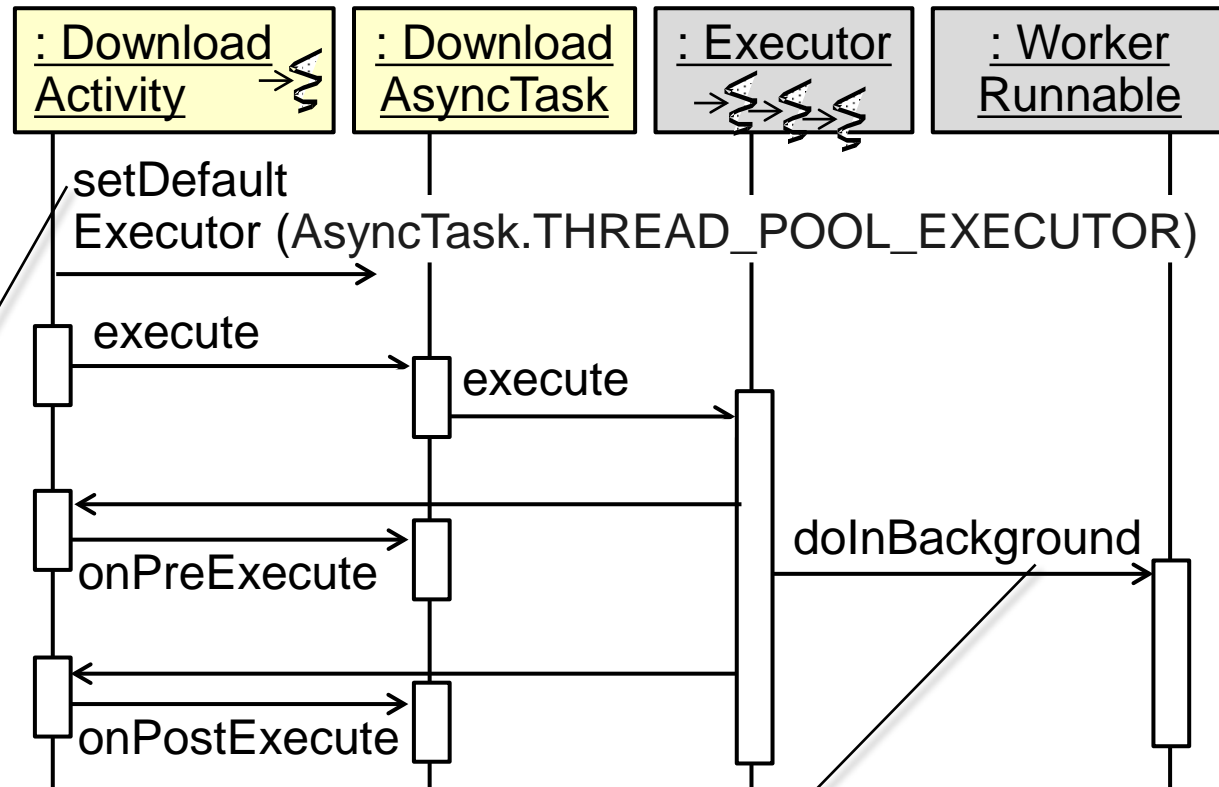 : Download
Activity
: Download
AsyncTask
: Executor
: Worker
Runnable
setDefault
Executor (AsyncTask.THREAD_POOL_EXECUTOR)
execute
execute
doInBackground
onPreExecute
onPostExecute